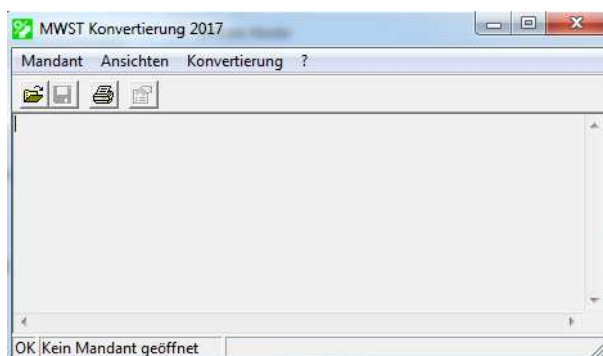 MWST Konvertierung 2017
Mandant Ansichten Konvertierung ?
OK Kein Mandant geöffnet